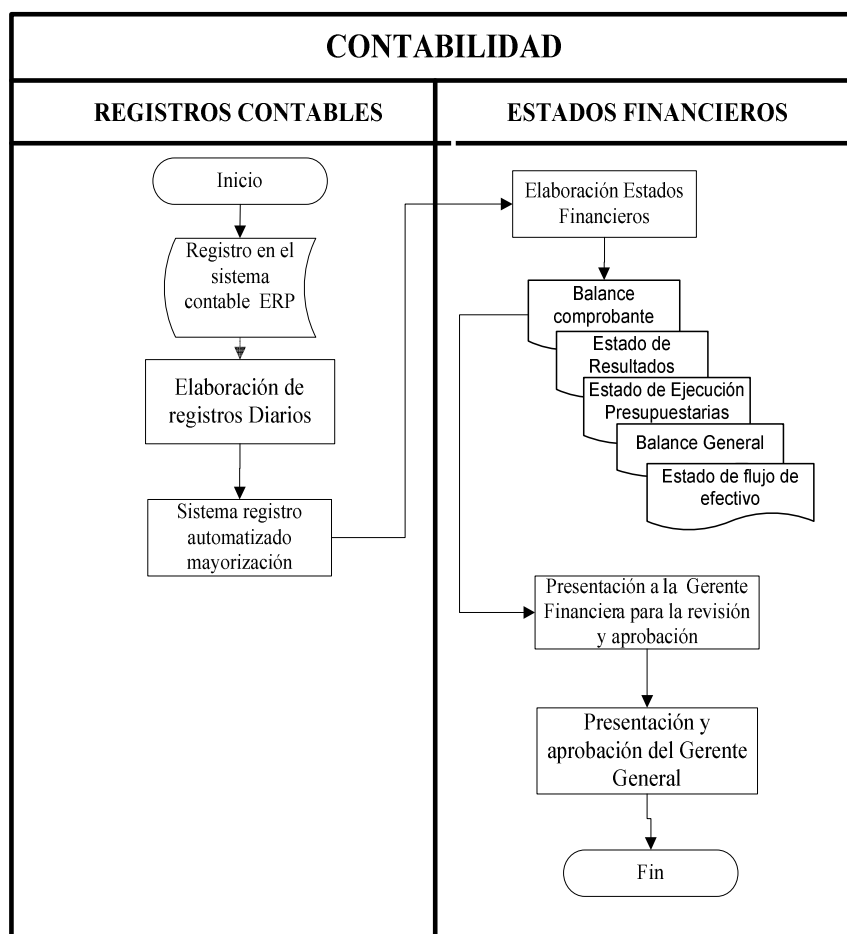 CONTABILIDAD
REGISTROS CONTABLES
ESTADOS FINANCIEROS
Inicio
Registro en el
sistema
contable ERP
Elaboración de
registros Diarios
Sistema registro
automatizado
mayorización
Elaboración Estados
Financieros
Balance
comprobante
Estado de
Resultados
Estado de Ejecución
Presupuestarias
Balance General
Estado de flujo de
efectivo
Presentación a la Gerente
Financiera para la revisión
y aprobación
Presentación y
aprobación del Gerente
General
Fin